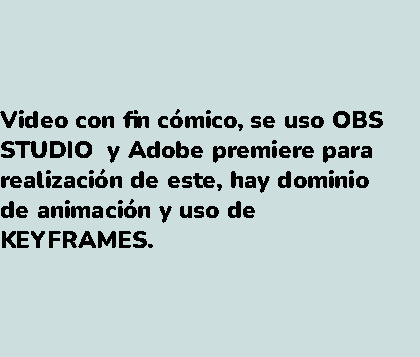 Video con fin cómico, se uso OBS
STUDIO  y Adobe premiere para
realización de este, hay dominio
de animación y uso de
KEYFRAMES.